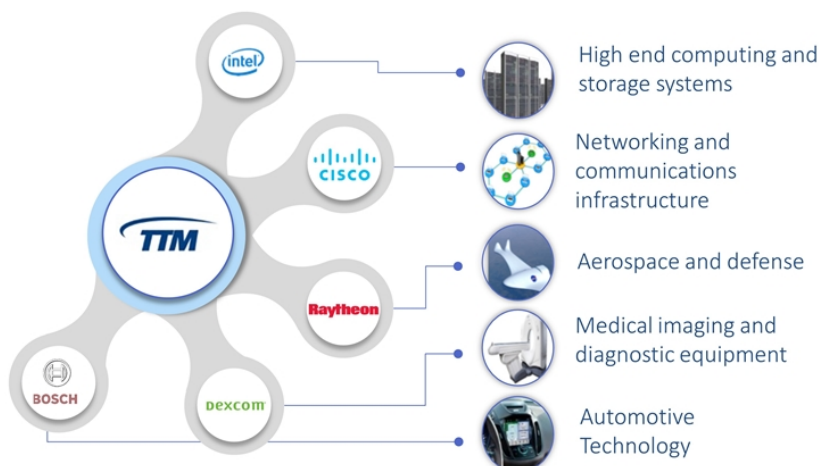 intel
High end computing and
storage systems
CISCO
Networking and
communications
infrastructure
TTM
Aerospace and defense
Raytheon
Medical imaging and
diagnostic equipment
BOSCH
DEXCOM
Automotive
Technology